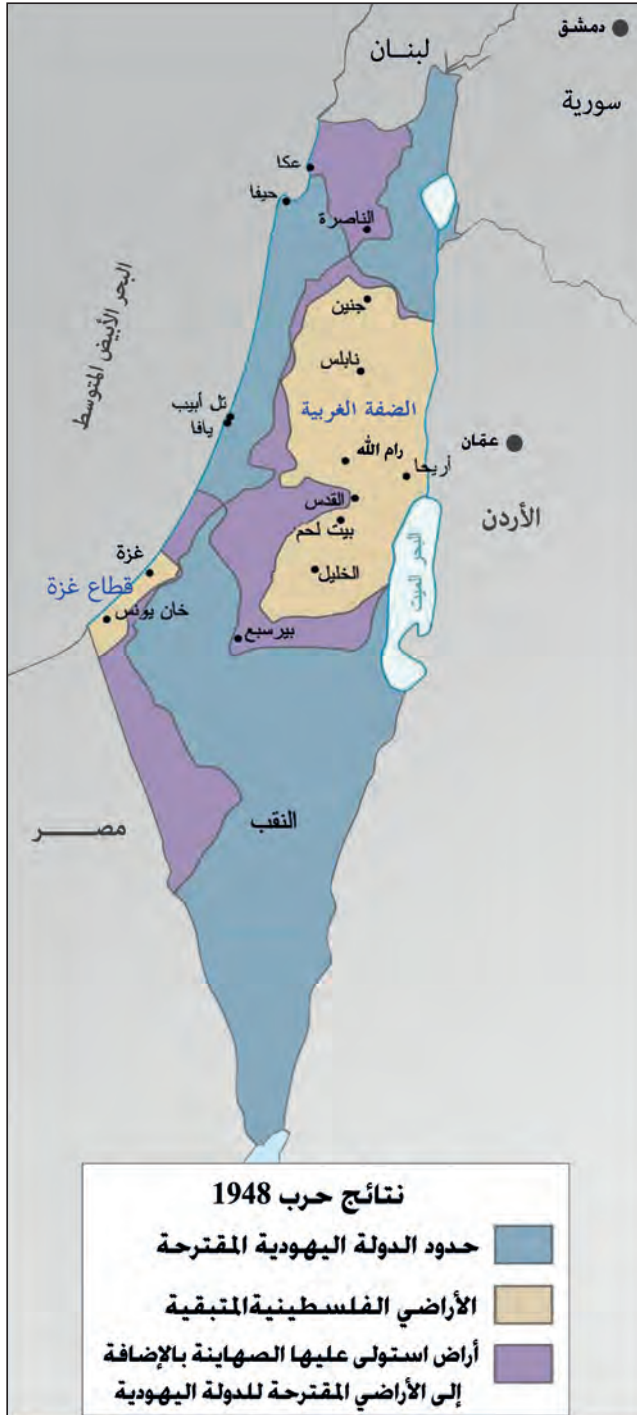 دمشق
لبنــان
سورية
عكا
حيفا
الناصرة
البحر الأبيض المتوسط
جنين
نابلس
تل أبيب
يافا
الضفة الغربية
رام الله
عمّان
أريحا
القدس
الأردن
بيت لحم
البحر الميت
غزة
الخليل
قطاع غزة
خان يونس
بيرسبع
النقب
مصـــــر
نتائج حرب 1948
حدود الدولة اليهودية المقترحة
الأراضي الفلسطينية المتبقية
أراض استولى عليها الصهاينة بالإضافة
إلى الأراضي المقترحة للدولة اليهودية